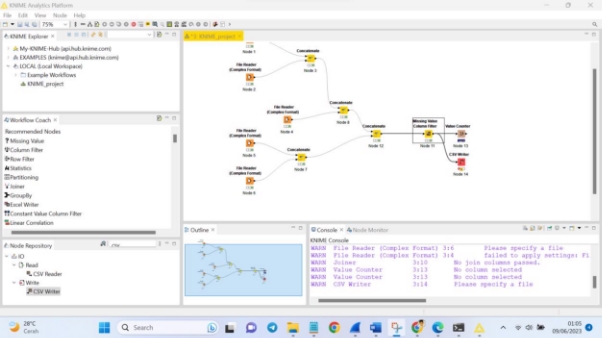 KNIME Analytics Platform
File Edit View Node Help
75%
KNIME Explorer
My-KNIME-Hub (api.hub.knime.com)
EXAMPLES (knime@api.hub.knime.com)
LOCAL (Local Workspace)
Example Workflows
KNIME_project
Workflow Coach
Recommended Nodes
Missing Value
Column Filter
Row Filter
Statistics
Partitioning
Joiner
GroupBy
Excel Writer
Constant Value Column Filter
Linear Correlation
Node Repository
csv
IO
Read
CSV Reader
Write
CSV Writer
3: KNIME_project
Node 1
File Reader
(Complex Format)
Node 2
Concatenate
Node 3
File Reader
(Complex Format)
Node 4
Concatenate
File Reader
(Complex Format)
Node 5
File Reader
(Complex Format)
Concatenate
Node 7
Concatenate
Node 12
Missing Value
Column Filter
Node 11
Value Counter
Node 13
CSV Writer
Node 14
Outline
Console
Node Monitor
KNIME Console
WARN File Reader (Complex Format) 3:6 Please specify a file
WARN File Reader (Complex Format) 3:4 failed to apply settings: Fi
WARN Joiner 3:10 No join columns passed.
WARN Value Counter 3:13 No column selected
WARN Value Counter 3:13 No column selected
WARN CSV Writer 3:14 Please specify a file
28°C
Cerah
Search
01:05
09/06/2023